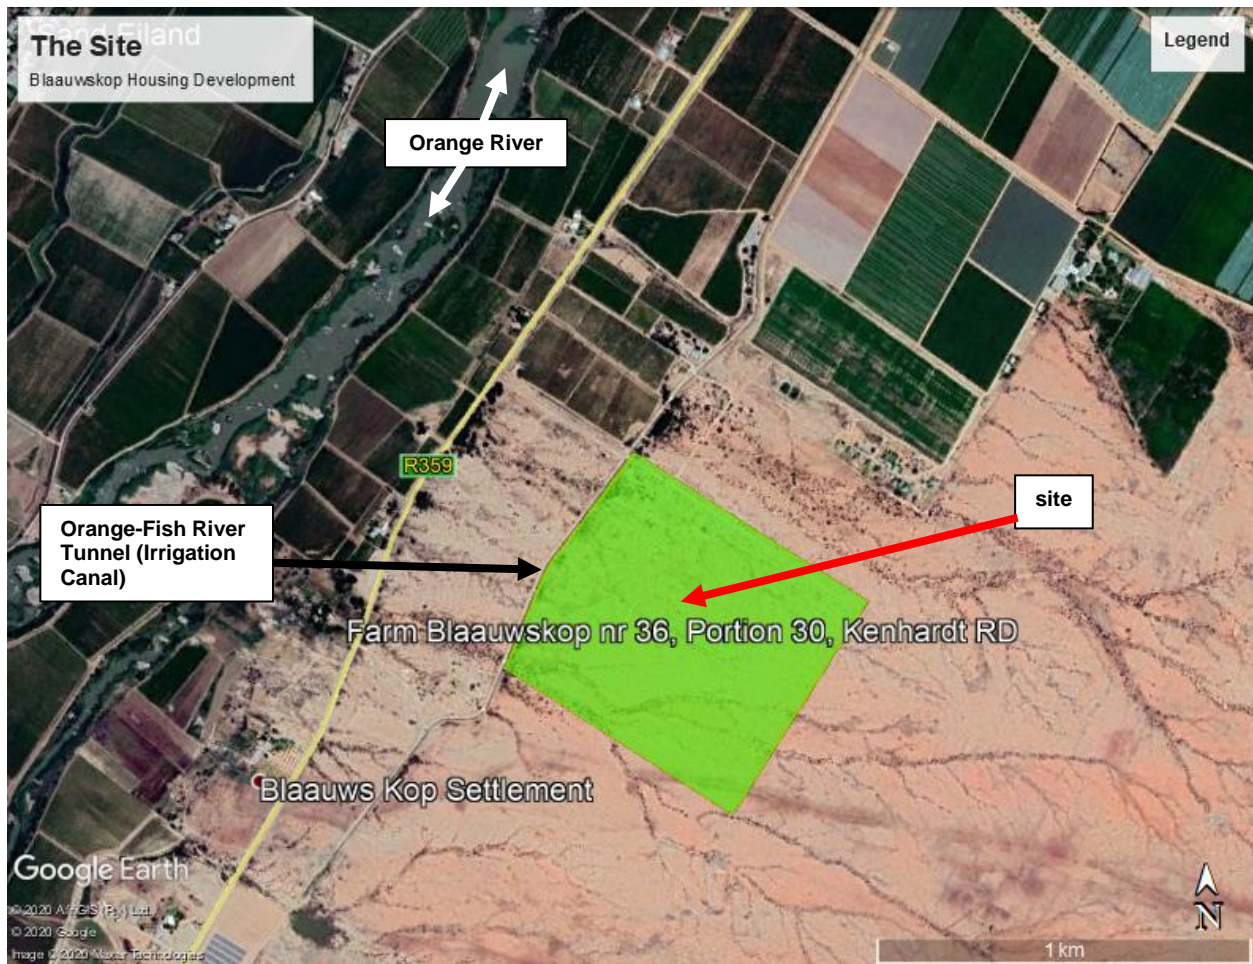 Sand Eiland
The Site
Blaauwskop Housing Development
Legend
Orange River
R359
site
Orange-Fish River
Tunnel (Irrigation
Canal)
Farm Blaauwskop nr 36, Portion 30, Kenhardt RD
Blaauws Kop Settlement
Google Earth
© 2020 AfriGIS (Pty) Ltd.
© 2020 Google
Image © 2020 Maxar Technologies
N
1 km